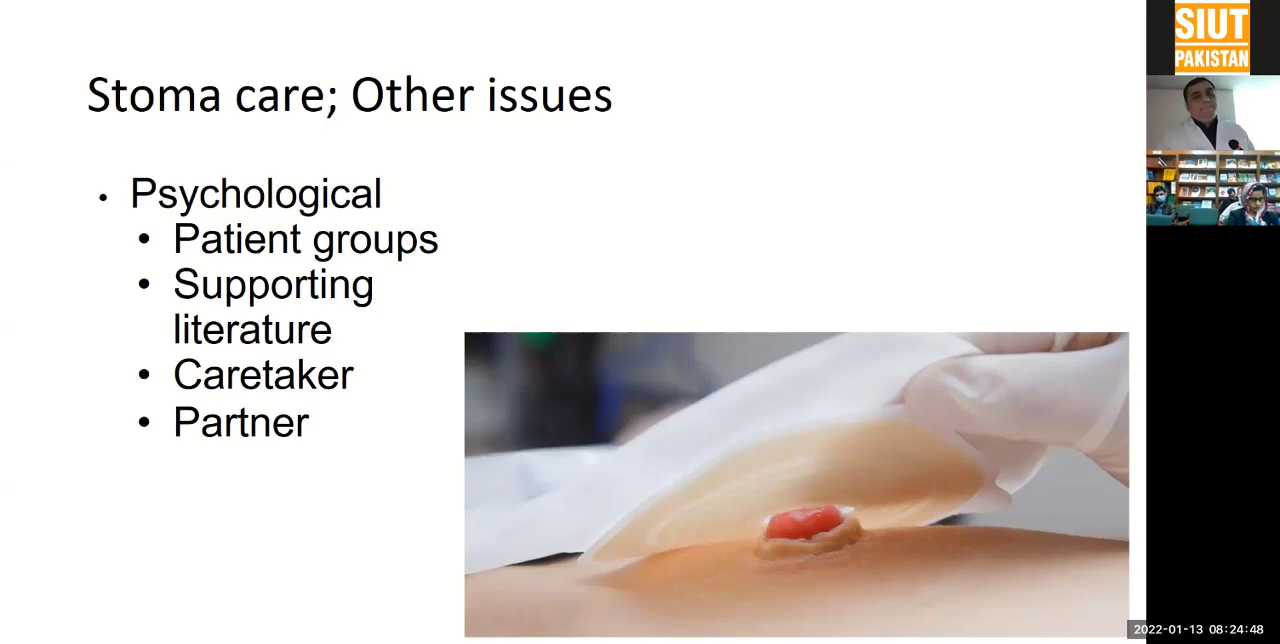 Stoma care; Other issues
• Psychological
• Patient groups
• Supporting
literature
• Caretaker
• Partner
SIUT
PAKISTAN
2022-01-13 08:24:48